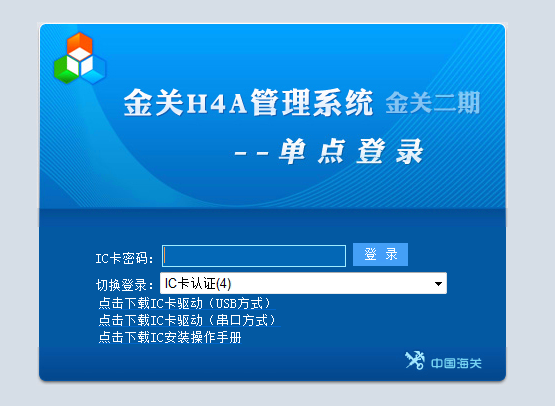 金关H4A管理系统 金关二期
--单点登录
IC卡密码： 登 录
切换登录： IC卡认证(4)
点击下载IC卡驱动（USB方式）
点击下载IC卡驱动（串口方式）
点击下载IC安装操作手册
中国海关